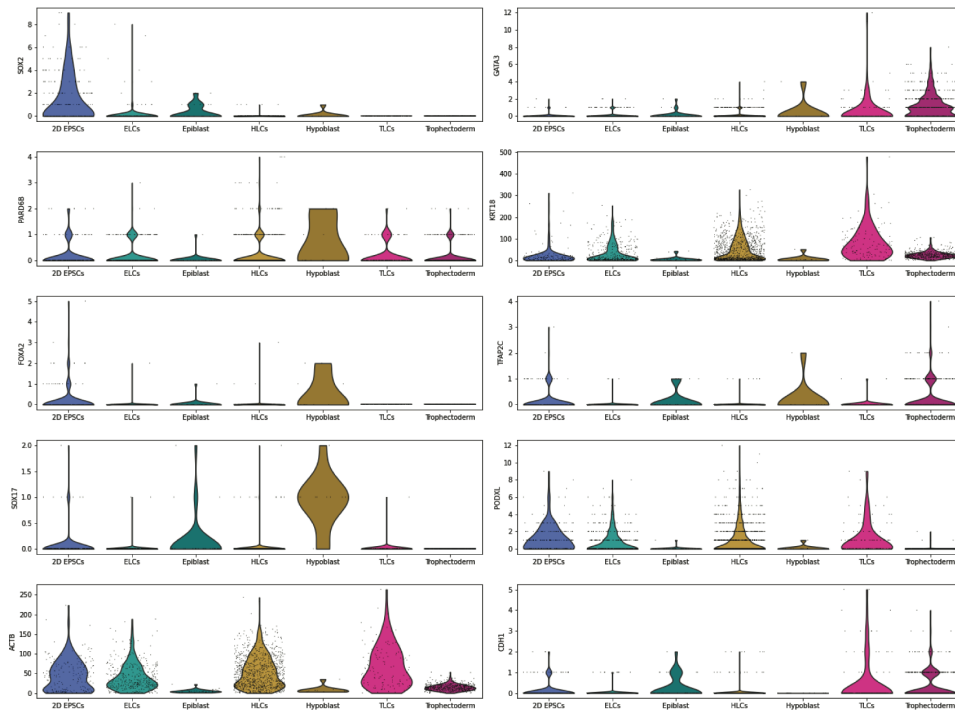 SOX2
8
6
4
2
0
2D EPSCs ELCs Epiblast HLCs Hypoblast TLCs Trophectoderm
GATA3
12
10
8
6
4
2
0
2D EPSCs ELCs Epiblast HLCs Hypoblast TLCs Trophectoderm
PARD6B
4
3
2
1
0
2D EPSCs ELCs Epiblast HLCs Hypoblast TLCs Trophectoderm
KRT18
500
400
300
200
100
0
2D EPSCs ELCs Epiblast HLCs Hypoblast TLCs Trophectoderm
FOXA2
5
4
3
2
1
0
2D EPSCs ELCs Epiblast HLCs Hypoblast TLCs Trophectoderm
TFAP2C
4
3
2
1
0
2D EPSCs ELCs Epiblast HLCs Hypoblast TLCs Trophectoderm
SOX17
2.0
1.5
1.0
0.5
0.0
2D EPSCs ELCs Epiblast HLCs Hypoblast TLCs Trophectoderm
PODXL
12
10
8
6
4
2
0
2D EPSCs ELCs Epiblast HLCs Hypoblast TLCs Trophectoderm
ACTB
250
200
150
100
50
0
2D EPSCs ELCs Epiblast HLCs Hypoblast TLCs Trophectoderm
CDH1
5
4
3
2
1
0
2D EPSCs ELCs Epiblast HLCs Hypoblast TLCs Trophectoderm